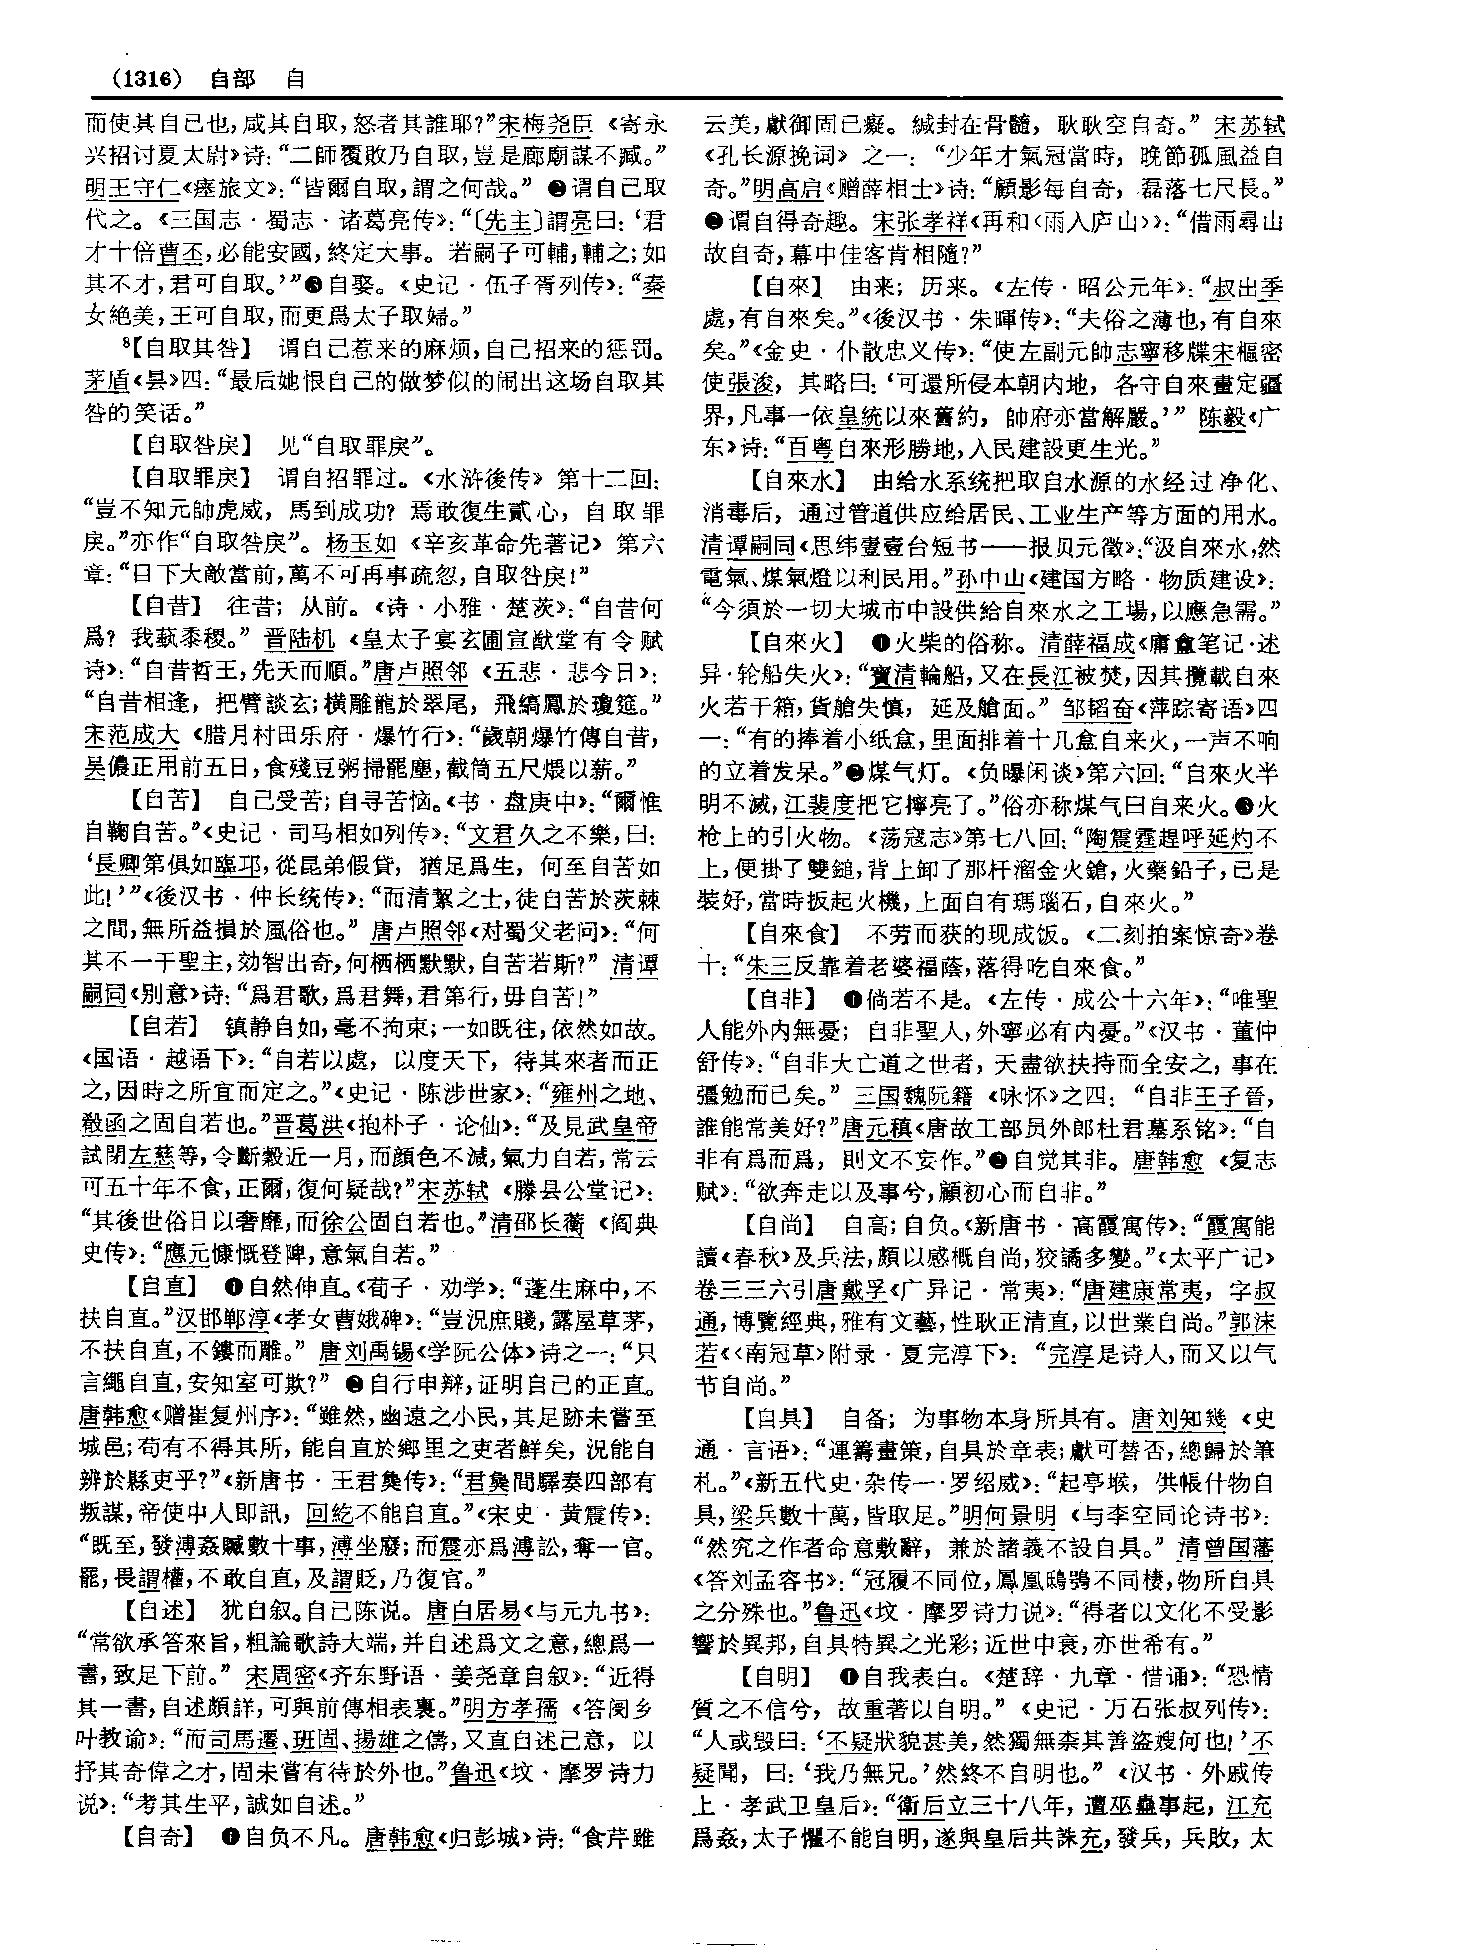 （1316） 自部 自
而使其自己也，咸其自取，怒者其誰耶？”宋梅尧臣《寄永
兴招讨夏太尉》诗：“二師覆敗乃自取，豈是廊廟謀不臧。”
明王守仁《瘗旅文》：“皆爾自取，謂之何哉。” ❷谓自己取
代之。《三国志·蜀志·诸葛亮传》：“〔先主〕謂亮曰：‘君
才十倍曹丕，必能安國，終定大事。若嗣子可輔，輔之；如
其不才，君可自取。’”❸自娶。《史记·伍子胥列传》：“秦
女絶美，王可自取，而更爲太子取婦。”
⁸【自取其咎】 谓自己惹来的麻烦，自己招来的惩罚。
茅盾《昙》四：“最后她恨自己的做梦似的闹出这场自取其
咎的笑话。”
【自取咎戾】 见“自取罪戾”。
【自取罪戾】 谓自招罪过。《水浒後传》第十二回：
“豈不知元帥虎威，馬到成功？焉敢復生貳心，自取罪
戾。”亦作“自取咎戾”。杨玉如《辛亥革命先著记》第六
章：“日下大敵當前，萬不可再事疏忽，自取咎戾！”
【自昔】 往昔；从前。《诗·小雅·楚茨》：“自昔何
爲？我蓺黍稷。”晋陆机《皇太子宴玄圃宣猷堂有令赋
诗》：“自昔哲王，先天而順。”唐卢照邻《五悲·悲今日》：
“自昔相逢，把臂談玄；横雕龍於翠尾，飛縞鳳於瓊筵。”
宋范成大《腊月村田乐府·爆竹行》：“歲朝爆竹傳自昔，
吴儂正用前五日，食殘豆粥掃罷塵，截筒五尺煨以薪。”
【自苦】 自己受苦；自寻苦恼。《书·盘庚中》：“爾惟
自鞠自苦。”《史记·司马相如列传》：“文君久之不樂，曰：
‘長卿第俱如臨邛，從昆弟假貸，猶足爲生，何至自苦如
此！’”《後汉书·仲长统传》：“而清絜之士，徒自苦於茨棘
之間，無所益損於風俗也。”唐卢照邻《对蜀父老问》：“何
其不一干聖主，効智出奇，何栖栖默默，自苦若斯？”清谭
嗣同《别意》诗：“爲君歌，爲君舞，君第行，毋自苦！”
【自若】 镇静自如，毫不拘束；一如既往，依然如故。
《国语·越语下》：“自若以處，以度天下，待其來者而正
之，因時之所宜而定之。”《史记·陈涉世家》：“雍州之地、
殽函之固自若也。”晋葛洪《抱朴子·论仙》：“及見武皇帝
試閉左慈等，令斷穀近一月，而顔色不減，氣力自若，常云
可五十年不食，正爾，復何疑哉？”宋苏轼《滕县公堂记》：
“其後世俗日以奢靡，而徐公固自若也。”清邵长蘅《阎典
史传》：“應元慷慨登陴，意氣自若。”
【自直】 ❶自然伸直。《荀子·劝学》：“蓬生麻中，不
扶自直。”汉邯郸淳《孝女曹娥碑》：“豈況庶賤，露屋草茅，
不扶自直，不鏤而雕。”唐刘禹锡《学阮公体》诗之一：“只
言繩自直，安知室可欺？” ❷自行申辩，证明自己的正直。
唐韩愈《赠崔复州序》：“雖然，幽遠之小民，其足跡未嘗至
城邑；苟有不得其所，能自直於鄉里之吏者鮮矣，況能自
辨於縣吏乎？”《新唐书·王君㚟传》：“君㚟間驛奏四部有
叛謀，帝使中人即訊，回紇不能自直。”《宋史·黄震传》：
“既至，發溥姦贓數十事，溥坐廢；而震亦爲溥訟，奪一官。
罷，畏謂權，不敢自直，及謂貶，乃復官。”
【自述】 犹自叙。自己陈说。唐白居易《与元九书》：
“常欲承答來旨，粗論歌詩大端，并自述爲文之意，總爲一
書，致足下前。”宋周密《齐东野语·姜尧章自叙》：“近得
其一書，自述頗詳，可與前傳相表裏。”明方孝孺《答阌乡
叶教谕》：“而司馬遷、班固、揚雄之儔，又直自述己意，以
抒其奇偉之才，固未嘗有待於外也。”鲁迅《坟·摩罗诗力
说》：“考其生平，誠如自述。”
【自奇】 ❶自负不凡。唐韩愈《归彭城》诗：“食芹雖
云美，獻御固已癡。緘封在骨髓，耿耿空自奇。”宋苏轼
《孔长源挽词》之一：“少年才氣冠當時，晚節孤風益自
奇。”明高启《赠薛相士》诗：“顧影每自奇，磊落七尺長。”
❷谓自得奇趣。宋张孝祥《再和〈雨入庐山〉》：“借雨尋山
故自奇，幕中佳客肯相隨？”
【自來】 由来；历来。《左传·昭公元年》：“叔出季
處，有自來矣。”《後汉书·朱暉传》：“夫俗之薄也，有自來
矣。”《金史·仆散忠义传》：“使左副元帥志寧移牒宋樞密
使張浚，其略曰：‘可還所侵本朝内地，各守自來畫定疆
界，凡事一依皇統以來舊約，帥府亦當解嚴。’” 陈毅《广
东》诗：“百粤自來形勝地，人民建設更生光。”
【自來水】 由给水系统把取自水源的水经过净化、
消毒后，通过管道供应给居民、工业生产等方面的用水。
清谭嗣同《思纬壹壹台短书——报贝元徵》：“汲自來水，然
電氣、煤氣燈以利民用。”孙中山《建国方略·物质建设》：
“今須於一切大城市中設供給自來水之工場，以應急需。”
【自來火】 ❶火柴的俗称。清薛福成《庸盦笔记·述
异·轮船失火》：“寶清輪船，又在長江被焚，因其攬載自來
火若干箱，貨艙失慎，延及艙面。”邹韬奋《萍踪寄语》四
一：“有的捧着小纸盒，里面排着十几盒自来火，一声不响
的立着发呆。”❷煤气灯。《负曝闲谈》第六回：“自來火半
明不滅，江裴度把它擰亮了。”俗亦称煤气曰自来火。❸火
枪上的引火物。《荡寇志》第七八回：“陶震霆趕呼延灼不
上，便掛了雙鎚，背上卸了那杆溜金火鎗，火藥鉛子，已是
裝好，當時扳起火機，上面自有瑪瑙石，自來火。”
【自來食】 不劳而获的现成饭。《二刻拍案惊奇》卷
十：“朱三反靠着老婆福蔭，落得吃自來食。”
【自非】 ❶倘若不是。《左传·成公十六年》：“唯聖
人能外内無憂；自非聖人，外寧必有内憂。”《汉书·董仲
舒传》：“自非大亡道之世者，天盡欲扶持而全安之，事在
彊勉而已矣。”三国魏阮籍《咏怀》之四：“自非王子晉，
誰能常美好？”唐元稹《唐故工部员外郎杜君墓系铭》：“自
非有爲而爲，則文不妄作。”❷自觉其非。唐韩愈《复志
赋》：“欲奔走以及事兮，顧初心而自非。”
【自尚】 自高；自负。《新唐书·高霞寓传》：“霞寓能
讀《春秋》及兵法，頗以感概自尚，狡譎多變。”《太平广记》
卷三三六引唐戴孚《广异记·常夷》：“唐建康常夷，字叔
通，博覽經典，雅有文藝，性耿正清直，以世業自尚。”郭沫
若《〈南冠草〉附录·夏完淳下》：“完淳是诗人，而又以气
节自尚。”
【自具】 自备；为事物本身所具有。唐刘知幾《史
通·言语》：“運籌畫策，自具於章表；獻可替否，總歸於筆
札。”《新五代史·杂传一·罗绍威》：“起亭堠，供帳什物自
具，梁兵數十萬，皆取足。”明何景明《与李空同论诗书》：
“然究之作者命意敷辭，兼於諸義不設自具。”清曾国藩
《答刘孟容书》：“冠履不同位，鳳凰鴟鴞不同棲，物所自具
之分殊也。”鲁迅《坟·摩罗诗力说》：“得者以文化不受影
響於異邦，自具特異之光彩；近世中衰，亦世希有。”
【自明】 ❶自我表白。《楚辞·九章·惜诵》：“恐情
質之不信兮，故重著以自明。”《史记·万石张叔列传》：
“人或毀曰：‘不疑狀貌甚美，然獨無柰其善盜嫂何也！’不
疑聞，曰：‘我乃無兄。’然終不自明也。”《汉书·外戚传
上·孝武卫皇后》：“衛后立三十八年，遭巫蠱事起，江充
爲姦，太子懼不能自明，遂與皇后共誅充，發兵，兵敗，太